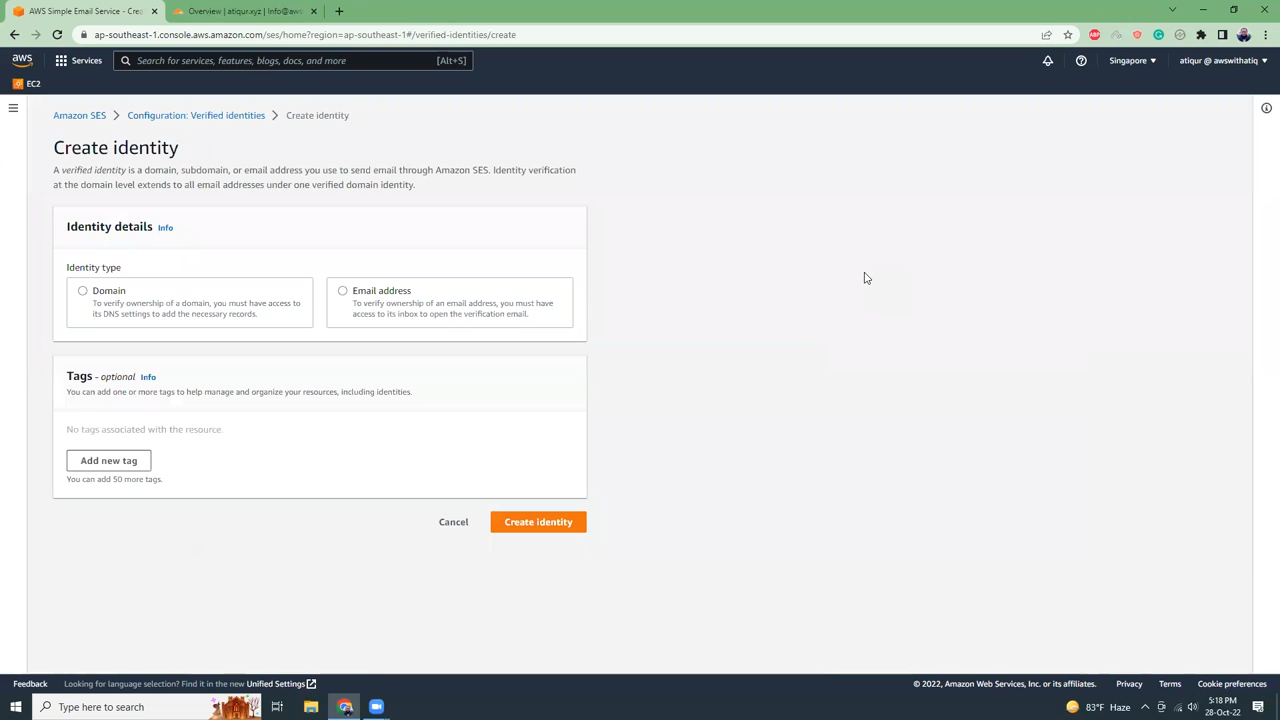 AWS Simple Email Service - Cre
Overview | atiqur.xyz | Info@aws
ap-southeast-1.console.aws.amazon.com/ses/home?region=ap-southeast-1#/verified-identities/create
aws
Services
Search for services, features, blogs, docs, and more
[Alt+S]
Singapore
atiqur @ awswithatiq
EC2
Amazon SES
Configuration: Verified identities
Create identity
Create identity
A verified identity is a domain, subdomain, or email address you use to send email through Amazon SES. Identity verification
at the domain level extends to all email addresses under one verified domain identity.
Identity details Info
Identity type
Domain
To verify ownership of a domain, you must have access to
its DNS settings to add the necessary records.
Email address
To verify ownership of an email address, you must have
access to its inbox to open the verification email.
Tags - optional Info
You can add one or more tags to help manage and organize your resources, including identities.
No tags associated with the resource.
Add new tag
You can add 50 more tags.
Cancel
Create identity
Feedback
Looking for language selection? Find it in the new Unified Settings
© 2022, Amazon Web Services, Inc. or its affiliates.
Privacy
Terms
Cookie preferences
Type here to search
83°F Haze
5:18 PM
28-Oct-22